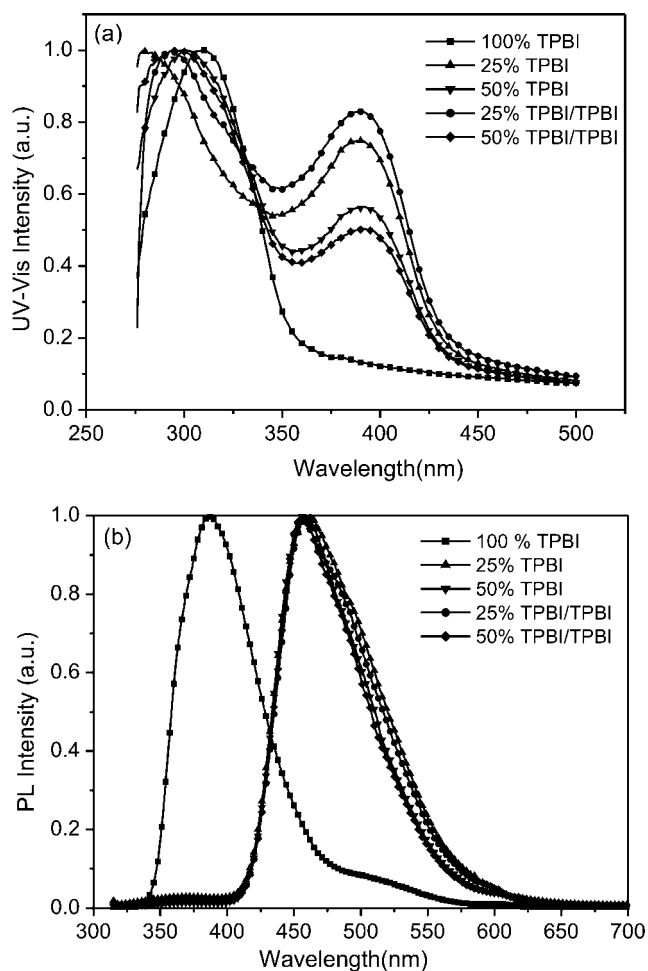 (a)
100% TPBI
25% TPBI
50% TPBI
25% TPBI/TPBI
50% TPBI/TPBI
UV-Vis Intensity (a.u.)
1.0
0.8
0.6
0.4
0.2
0.0
250 300 350 400 450 500
Wavelength(nm)
(b)
100 % TPBI
25% TPBI
50% TPBI
25% TPBI/TPBI
50% TPBI/TPBI
PL Intensity (a.u.)
1.0
0.8
0.6
0.4
0.2
0.0
300 350 400 450 500 550 600 650 700
Wavelength(nm)